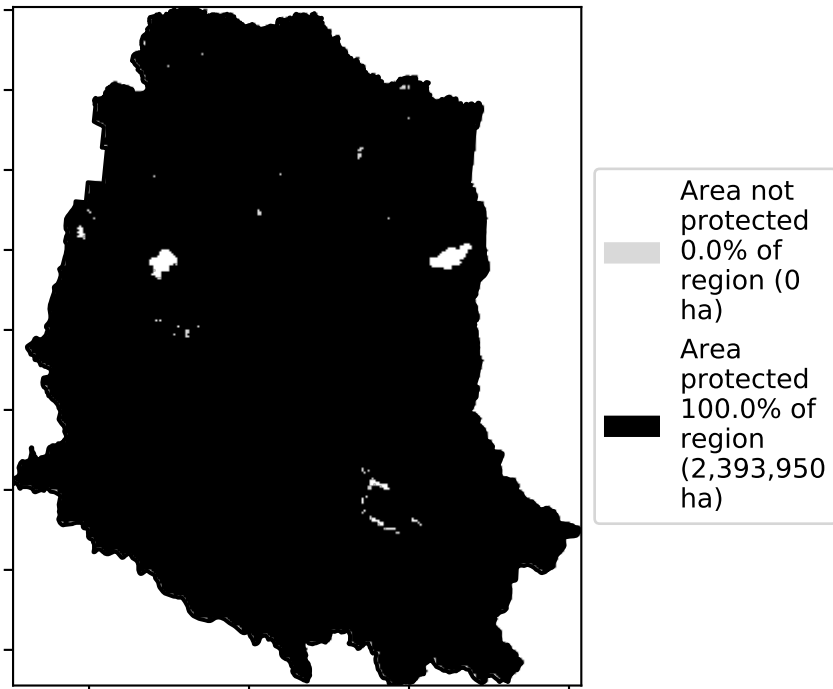 Area not
protected
0.0% of
region (0
ha)
Area
protected
100.0% of
region
(2,393,950
ha)